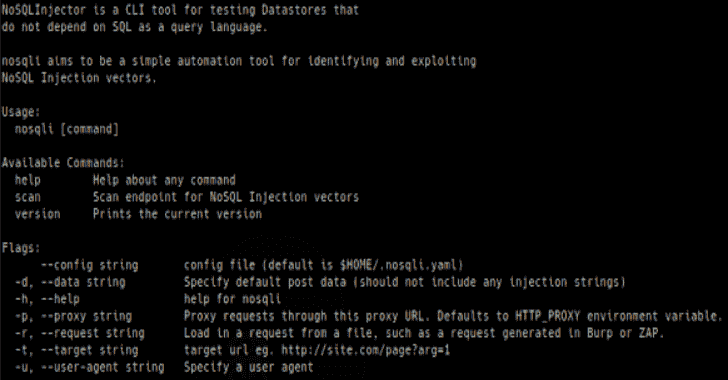 NoSQLInjector is a CLI tool for testing Datastores that
do not depend on SQL as a query language.
nosqli aims to be a simple automation tool for identifying and exploiting
NoSQL Injection vectors.
Usage:
nosqli [command]
Available Commands:
help Help about any command
scan Scan endpoint for NoSQL Injection vectors
version Prints the current version
Flags:
--config string config file (default is $HOME/.nosqli.yaml)
-d, --data string Specify default post data (should not include any injection strings)
-h, --help help for nosqli
-p, --proxy string Proxy requests through this proxy URL. Defaults to HTTP_PROXY environment variable.
-r, --request string Load in a request from a file, such as a request generated in Burp or ZAP.
-t, --target string target url eg. http://site.com/page?arg=1
-u, --user-agent string Specify a user agent